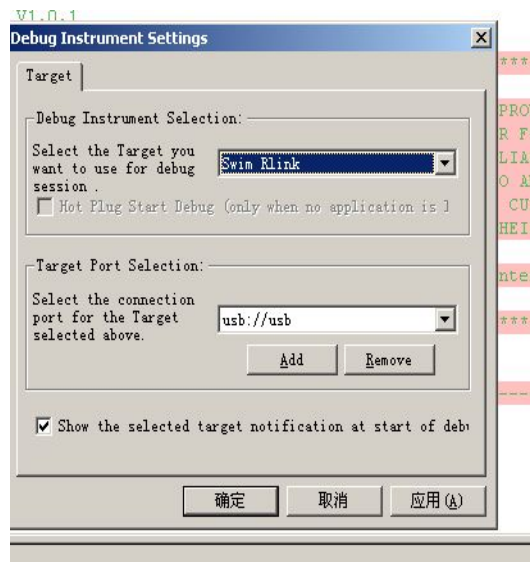 V1.0.1
Debug Instrument Settings
Target
Debug Instrument Selection:
Select the Target you
want to use for debug
session .
Swim Rlink
Hot Plug Start Debug (only when no application is
Target Port Selection:
Select the connection
port for the Target
selected above.
usb://usb
Add
Remove
Show the selected target notification at start of
确定
取消
应用(A)
****
PRO
R F
LIA
CU
HEI
nte
***
---